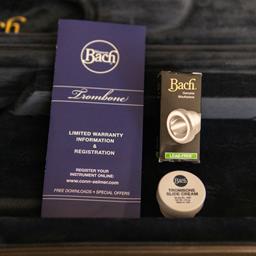 Bach
Trombone
LIMITED WARRANTY
INFORMATION
&
REGISTRATION
REGISTER YOUR
INSTRUMENT ONLINE:
www.conn-selmer.com
FREE DOWNLOADS • SPECIAL OFFERS
Bach
Genuine
Mouthpiece
LEAD-FREE
Bach
TROMBONE
SLIDE CREAM